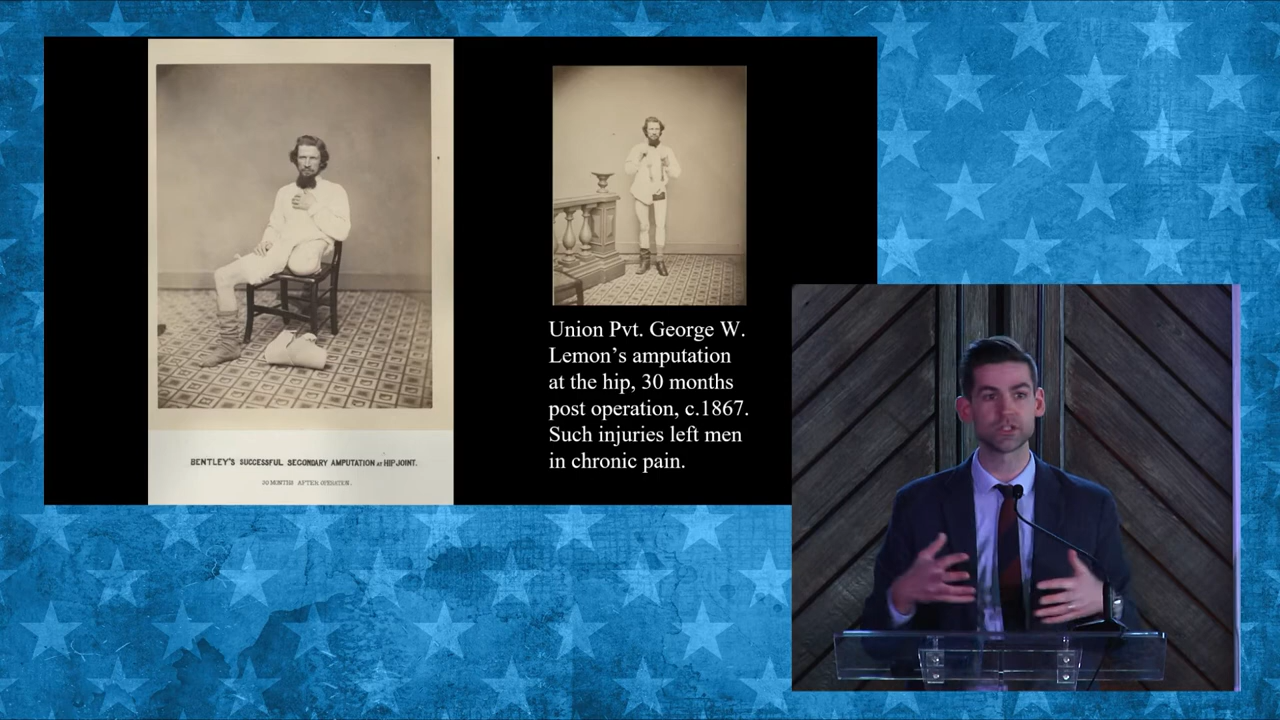 BENTLEY'S SUCCESSFUL SECONDARY AMPUTATION AT HIP JOINT.
30 MONTHS AFTER OPERATION.
Union Pvt. George W.
Lemon's amputation
at the hip, 30 months
post operation, c.1867.
Such injuries left men
in chronic pain.